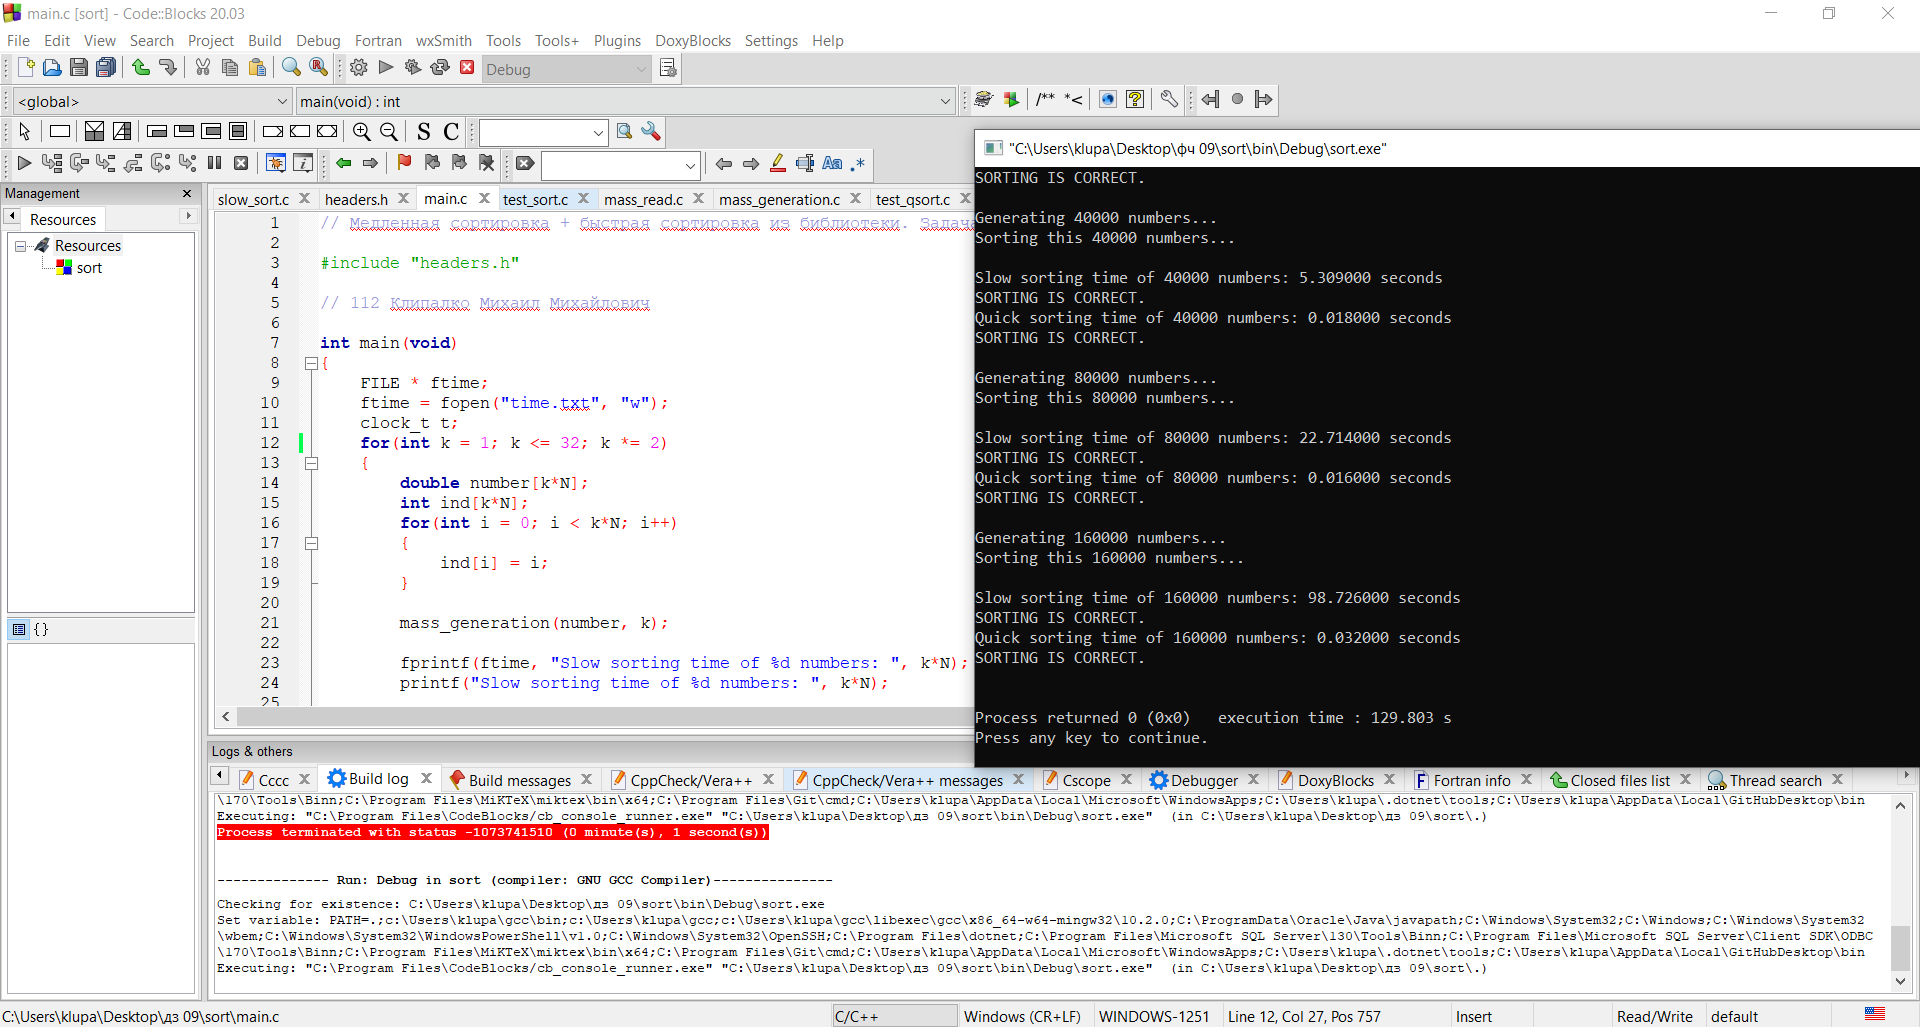 main.c [sort] - Code::Blocks 20.03
File Edit View Search Project Build Debug Fortran wxSmith Tools Tools+ Plugins DoxyBlocks Settings Help
Debug
<global> main(void) : int /** *<
S C
Aa .*
Management
Resources
Resources
sort
{}
slow_sort.c headers.h main.c test_sort.c mass_read.c mass_generation.c test_qsort.c
1 // Медленная сортировка + быстрая сортировка из библиотеки. Задача
2
3 #include "headers.h"
4
5 // 112 Клипалко Михаил Михайлович
6
7 int main(void)
8 {
9 FILE * ftime;
10 ftime = fopen("time.txt", "w");
11 clock_t t;
12 for(int k = 1; k <= 32; k *= 2)
13 {
14 double number[k*N];
15 int ind[k*N];
16 for(int i = 0; i < k*N; i++)
17 {
18 ind[i] = i;
19 }
20
21 mass_generation(number, k);
22
23 fprintf(ftime, "Slow sorting time of %d numbers: ", k*N);
24 printf("Slow sorting time of %d numbers: ", k*N);
25
"C:\Users\klupa\Desktop\фч 09\sort\bin\Debug\sort.exe"
SORTING IS CORRECT.
Generating 40000 numbers...
Sorting this 40000 numbers...
Slow sorting time of 40000 numbers: 5.309000 seconds
SORTING IS CORRECT.
Quick sorting time of 40000 numbers: 0.018000 seconds
SORTING IS CORRECT.
Generating 80000 numbers...
Sorting this 80000 numbers...
Slow sorting time of 80000 numbers: 22.714000 seconds
SORTING IS CORRECT.
Quick sorting time of 80000 numbers: 0.016000 seconds
SORTING IS CORRECT.
Generating 160000 numbers...
Sorting this 160000 numbers...
Slow sorting time of 160000 numbers: 98.726000 seconds
SORTING IS CORRECT.
Quick sorting time of 160000 numbers: 0.032000 seconds
SORTING IS CORRECT.
Process returned 0 (0x0) execution time : 129.803 s
Press any key to continue.
Logs & others
Cccc Build log Build messages CppCheck/Vera++ CppCheck/Vera++ messages Cscope Debugger DoxyBlocks Fortran info Closed files list Thread search
\170\Tools\Binn;C:\Program Files\MiKTeX\miktex\bin\x64;C:\Program Files\Git\cmd;C:\Users\klupa\AppData\Local\Microsoft\WindowsApps;C:\Users\klupa\.dotnet\tools;C:\Users\klupa\AppData\Local\GitHubDesktop\bin
Executing: "C:\Program Files\CodeBlocks/cb_console_runner.exe" "C:\Users\klupa\Desktop\дз 09\sort\bin\Debug\sort.exe" (in C:\Users\klupa\Desktop\дз 09\sort\.)
Process terminated with status -1073741510 (0 minute(s), 1 second(s))
-------------- Run: Debug in sort (compiler: GNU GCC Compiler)---------------
Checking for existence: C:\Users\klupa\Desktop\дз 09\sort\bin\Debug\sort.exe
Set variable: PATH=.;c:\Users\klupa\gcc\bin;c:\Users\klupa\gcc;c:\Users\klupa\gcc\libexec\gcc\x86_64-w64-mingw32\10.2.0;C:\ProgramData\Oracle\Java\javapath;C:\Windows\System32;C:\Windows;C:\Windows\System32
\wbem;C:\Windows\System32\WindowsPowerShell\v1.0;C:\Windows\System32\OpenSSH;C:\Program Files\dotnet;C:\Program Files\Microsoft SQL Server\130\Tools\Binn;C:\Program Files\Microsoft SQL Server\Client SDK\ODBC
\170\Tools\Binn;C:\Program Files\MiKTeX\miktex\bin\x64;C:\Program Files\Git\cmd;C:\Users\klupa\AppData\Local\Microsoft\WindowsApps;C:\Users\klupa\.dotnet\tools;C:\Users\klupa\AppData\Local\GitHubDesktop\bin
Executing: "C:\Program Files\CodeBlocks/cb_console_runner.exe" "C:\Users\klupa\Desktop\дз 09\sort\bin\Debug\sort.exe" (in C:\Users\klupa\Desktop\дз 09\sort\.)
C:\Users\klupa\Desktop\дз 09\sort\main.c C/C++ Windows (CR+LF) WINDOWS-1251 Line 12, Col 27, Pos 757 Insert Read/Write default